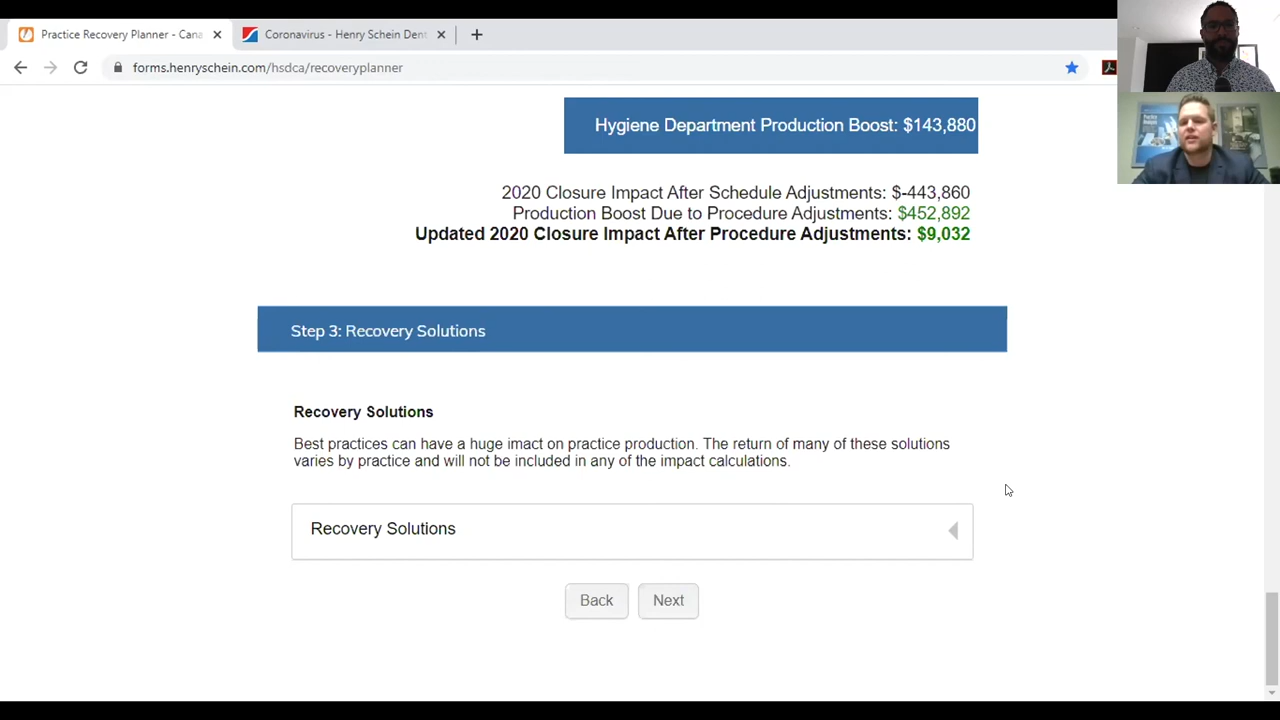 Practice Recovery Planner - Cana
Coronavirus - Henry Schein Dent
forms.henryschein.com/hsdca/recoveryplanner
Hygiene Department Production Boost: $143,880
2020 Closure Impact After Schedule Adjustments: $-443,860
Production Boost Due to Procedure Adjustments: $452,892
Updated 2020 Closure Impact After Procedure Adjustments: $9,032
Step 3: Recovery Solutions
Recovery Solutions
Best practices can have a huge imact on practice production. The return of many of these solutions
varies by practice and will not be included in any of the impact calculations.
Recovery Solutions
Back Next